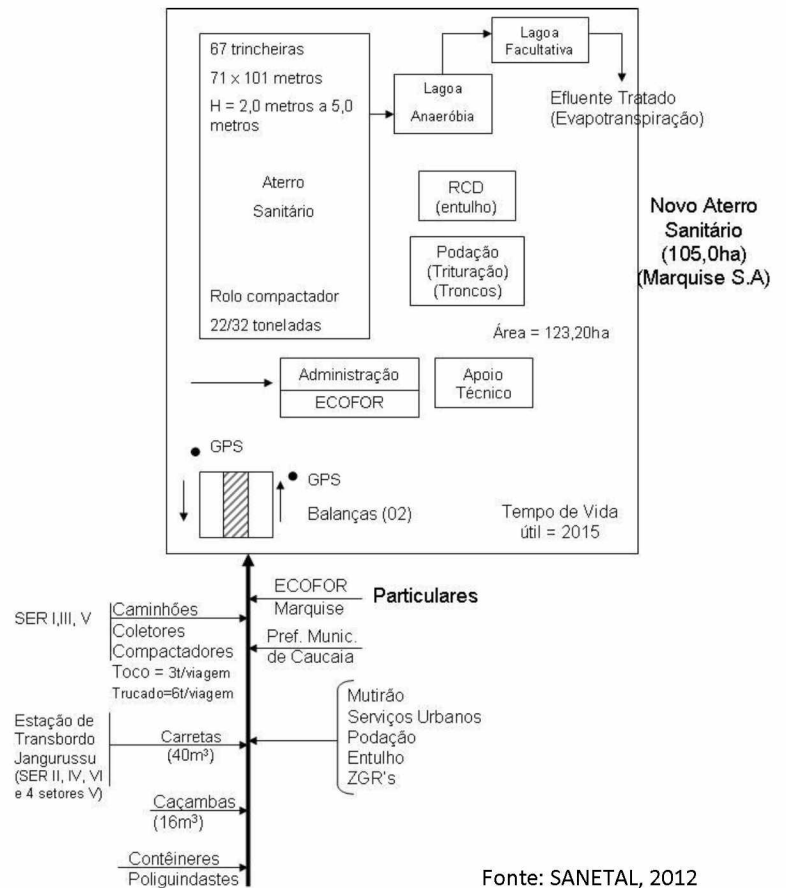 67 trincheiras
71 x 101 metros
H = 2,0 metros a 5,0
metros
Aterro
Sanitário
Rolo compactador
22/32 toneladas
Lagoa
Anaeróbia
Lagoa
Facultativa
Efluente Tratado
(Evapotranspiração)
RCD
(entulho)
Podação
(Trituração)
(Troncos)
Novo Aterro
Sanitário
(105,0ha)
(Marquise S.A)
Área = 123,20ha
Administração
ECOFOR
Apoio
Técnico
GPS
GPS
Balanças (02)
Tempo de Vida
útil = 2015
ECOFOR
Marquise
Particulares
SER I,III, V
Caminhões
Coletores
Compactadores
Toco = 3t/viagem
Trucado=6t/viagem
Pref. Munic.
de Caucaia
Estação de
Transbordo
Jangurussu
(SER II, IV, VI
e 4 setores V)
Carretas
(40m³)
Mutirão
Serviços Urbanos
Podação
Entulho
ZGR's
Caçambas
(16m³)
Contêineres
Poliguindastes
Fonte: SANETAL, 2012